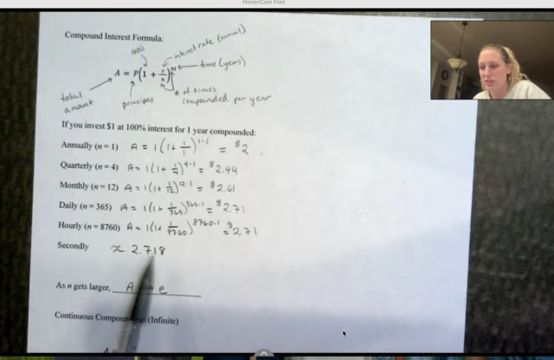 HoverCam Flex
Compound Interest Formula:
interest rate (annual)
A = P(1 + r/n)^nt
time (years)
total amount
principal
# of times
compounded per year
If you invest $1 at 100% interest for 1 year compounded:
Annually (n = 1) A = 1(1 + 1/1)^1·1 = $2
Quarterly (n = 4) A = 1(1 + 1/4)^4·1 = $2.44
Monthly (n = 12) A = 1(1 + 1/12)^12·1 = $2.61
Daily (n = 365) A = 1(1 + 1/365)^365·1 = $2.71
Hourly (n = 8760) A = 1(1 + 1/8760)^8760·1 = $2.71
Secondly ≈ 2.718
As n gets larger, A e
Continuous (Infinite)
A =